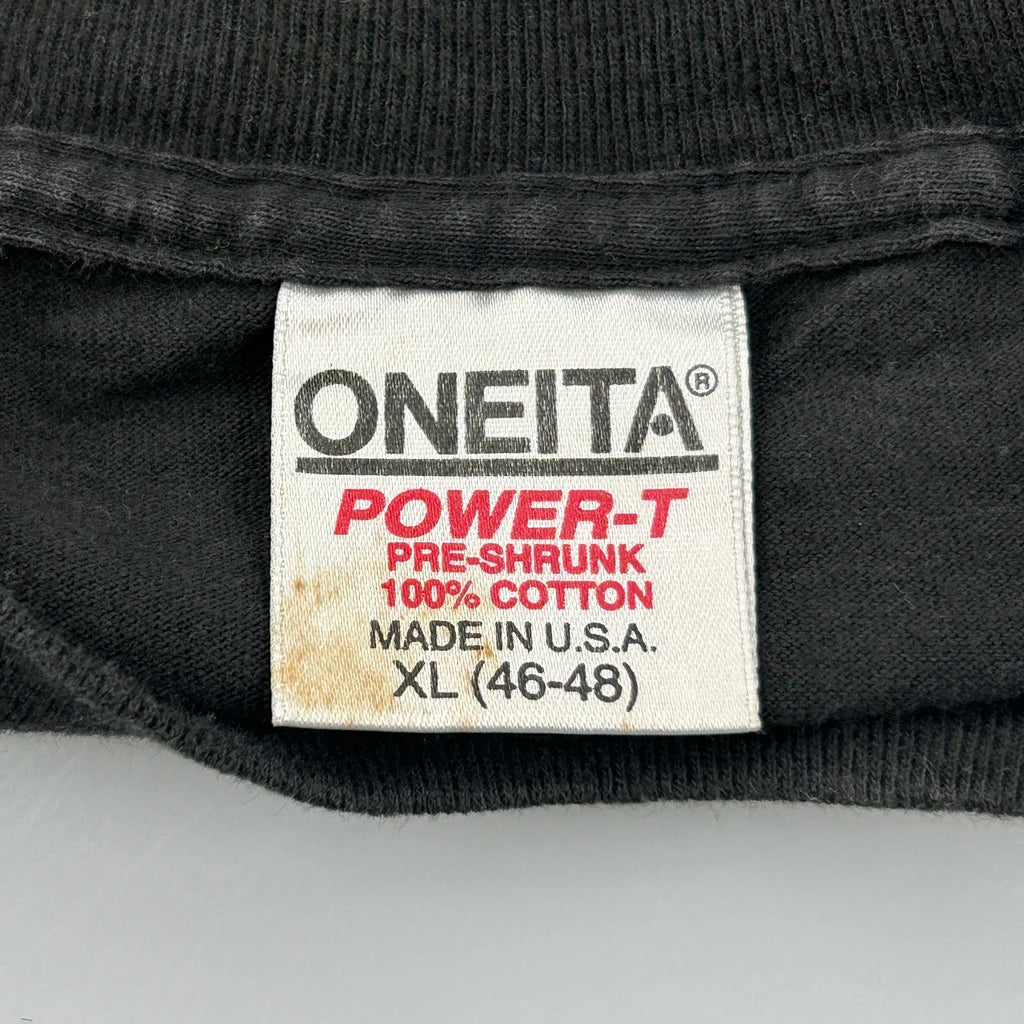 ONEITA®
POWER-T
PRE-SHRUNK
100% COTTON
MADE IN U.S.A.
XL (46-48)